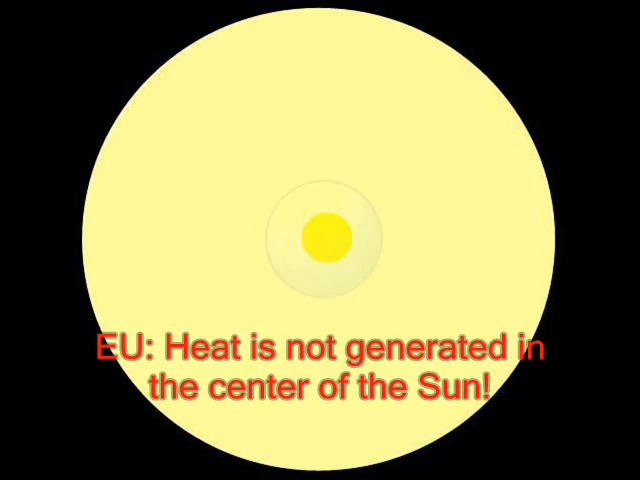 EU: Heat is not generated in
the center of the Sun!